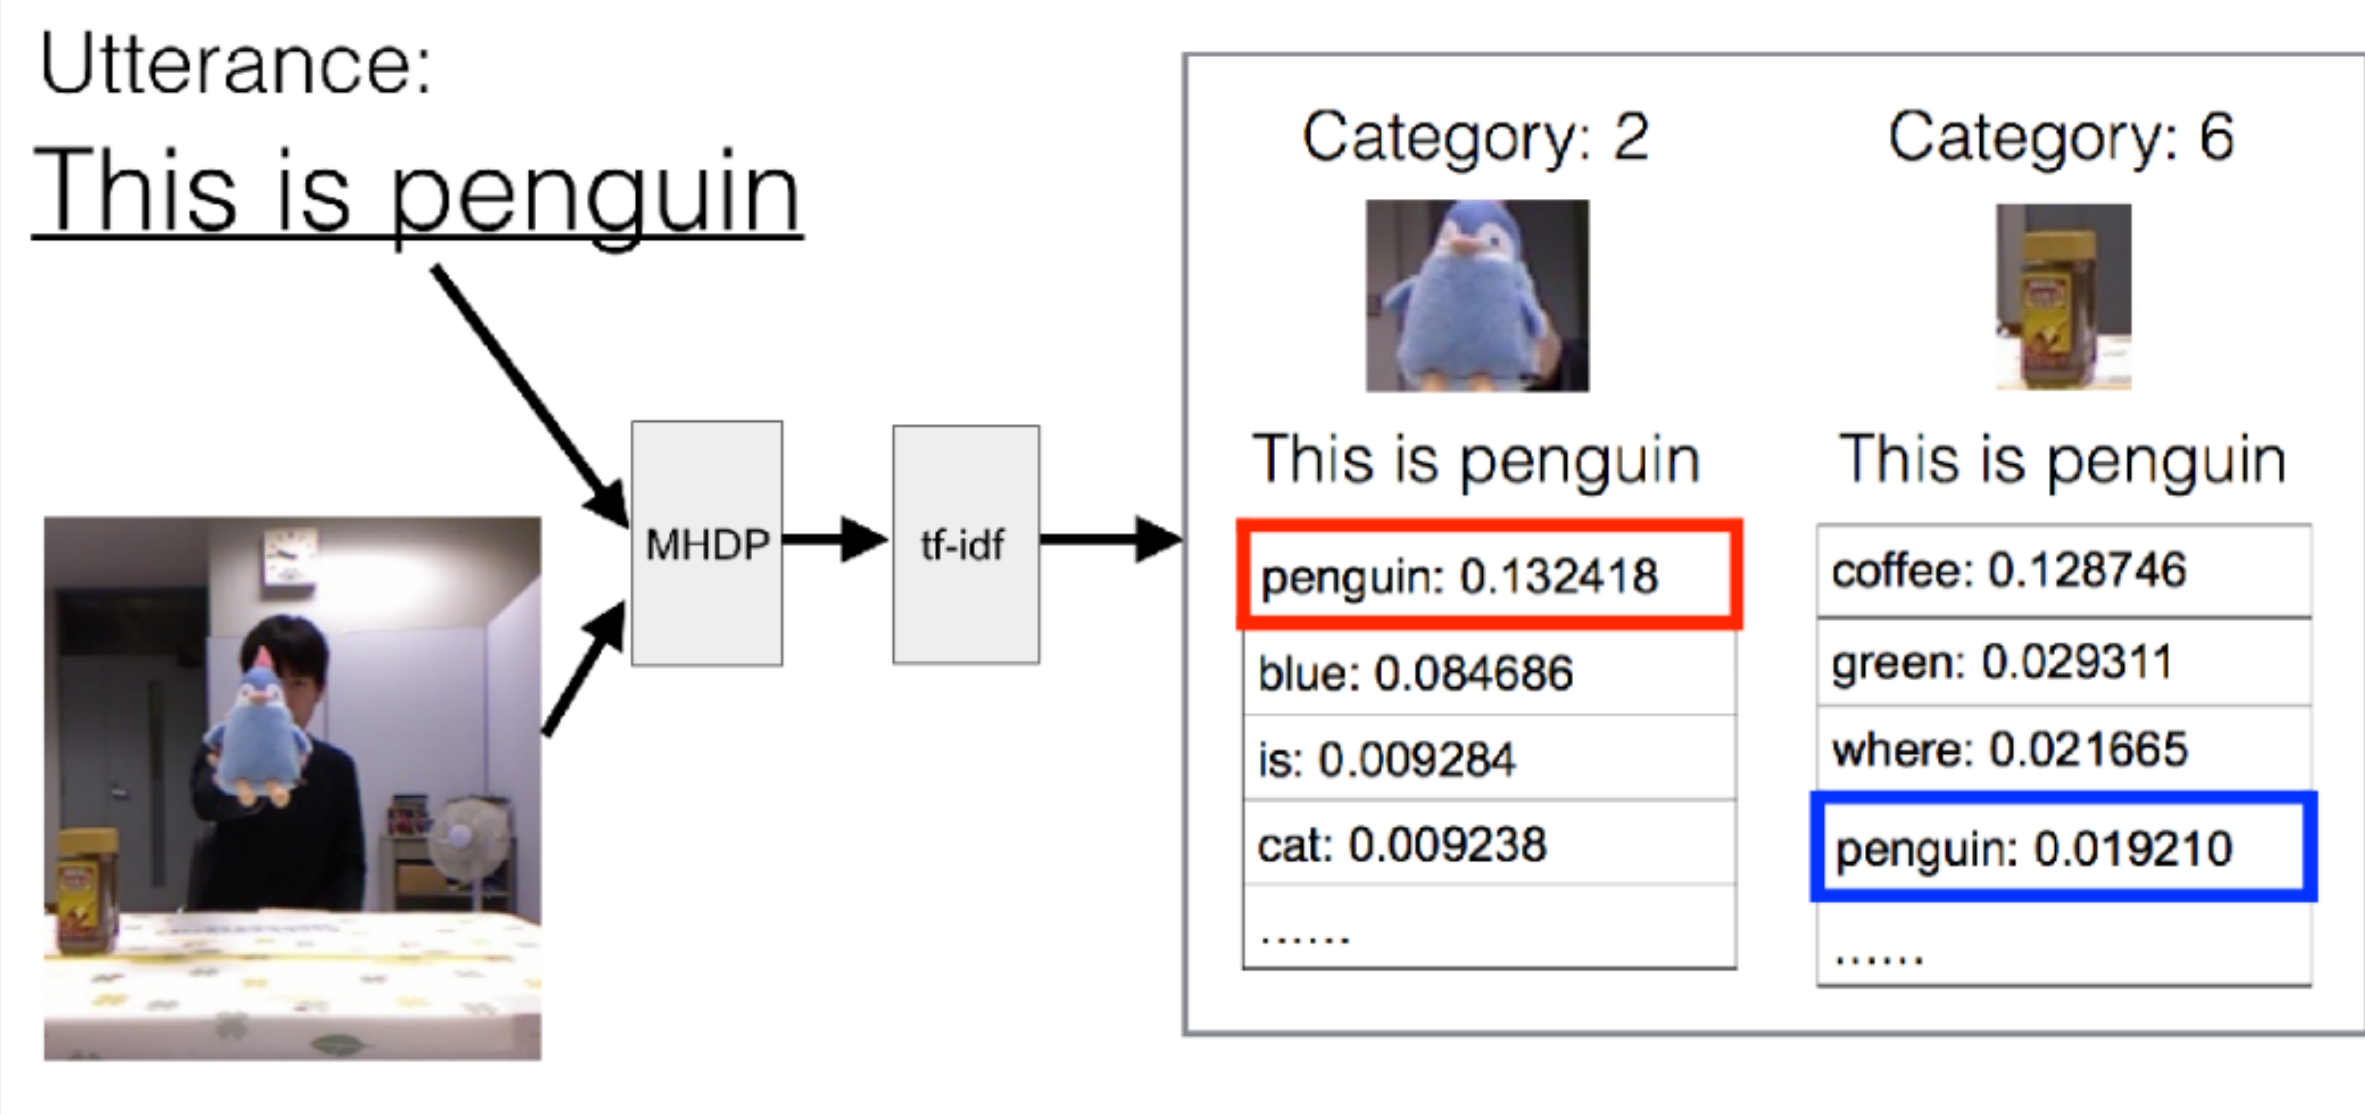 Utterance:
This is penguin
MHDP
tf-idf
Category: 2
This is penguin
penguin: 0.132418
blue: 0.084686
is: 0.009284
cat: 0.009238
......
Category: 6
This is penguin
coffee: 0.128746
green: 0.029311
where: 0.021665
penguin: 0.019210
......